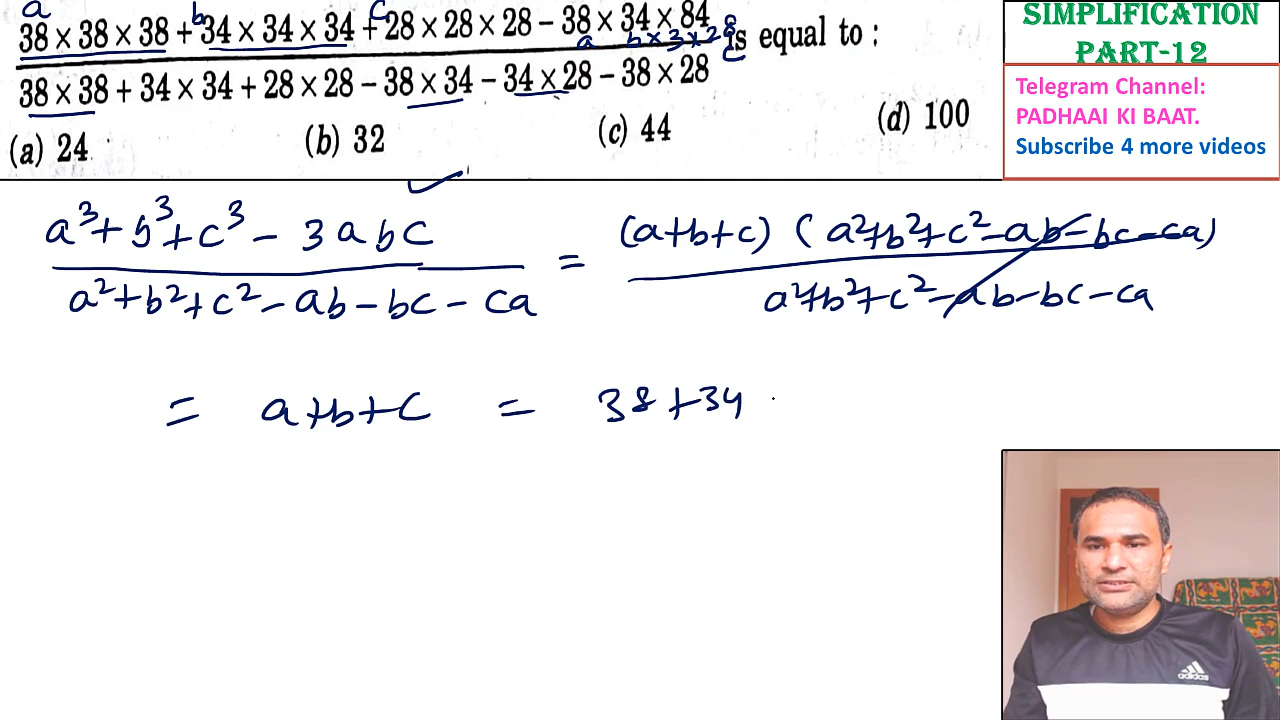 a b c
38 × 38 × 38 + 34 × 34 × 34 + 28 × 28 × 28 − 38 × 34 × 84
a b × 3 × 28
c
is equal to :
38 × 38 + 34 × 34 + 28 × 28 − 38 × 34 − 34 × 28 − 38 × 28
(a) 24 (b) 32 (c) 44 (d) 100
SIMPLIFICATION
PART-12
Telegram Channel:
PADHAAI KI BAAT.
Subscribe 4 more videos
a³ + b³ + c³ − 3abc
a² + b² + c² − ab − bc − ca
= (a+b+c) (a²+b²+c²−ab−bc−ca)
a²+b²+c²−ab−bc−ca
= a+b+c = 38+34
adidas